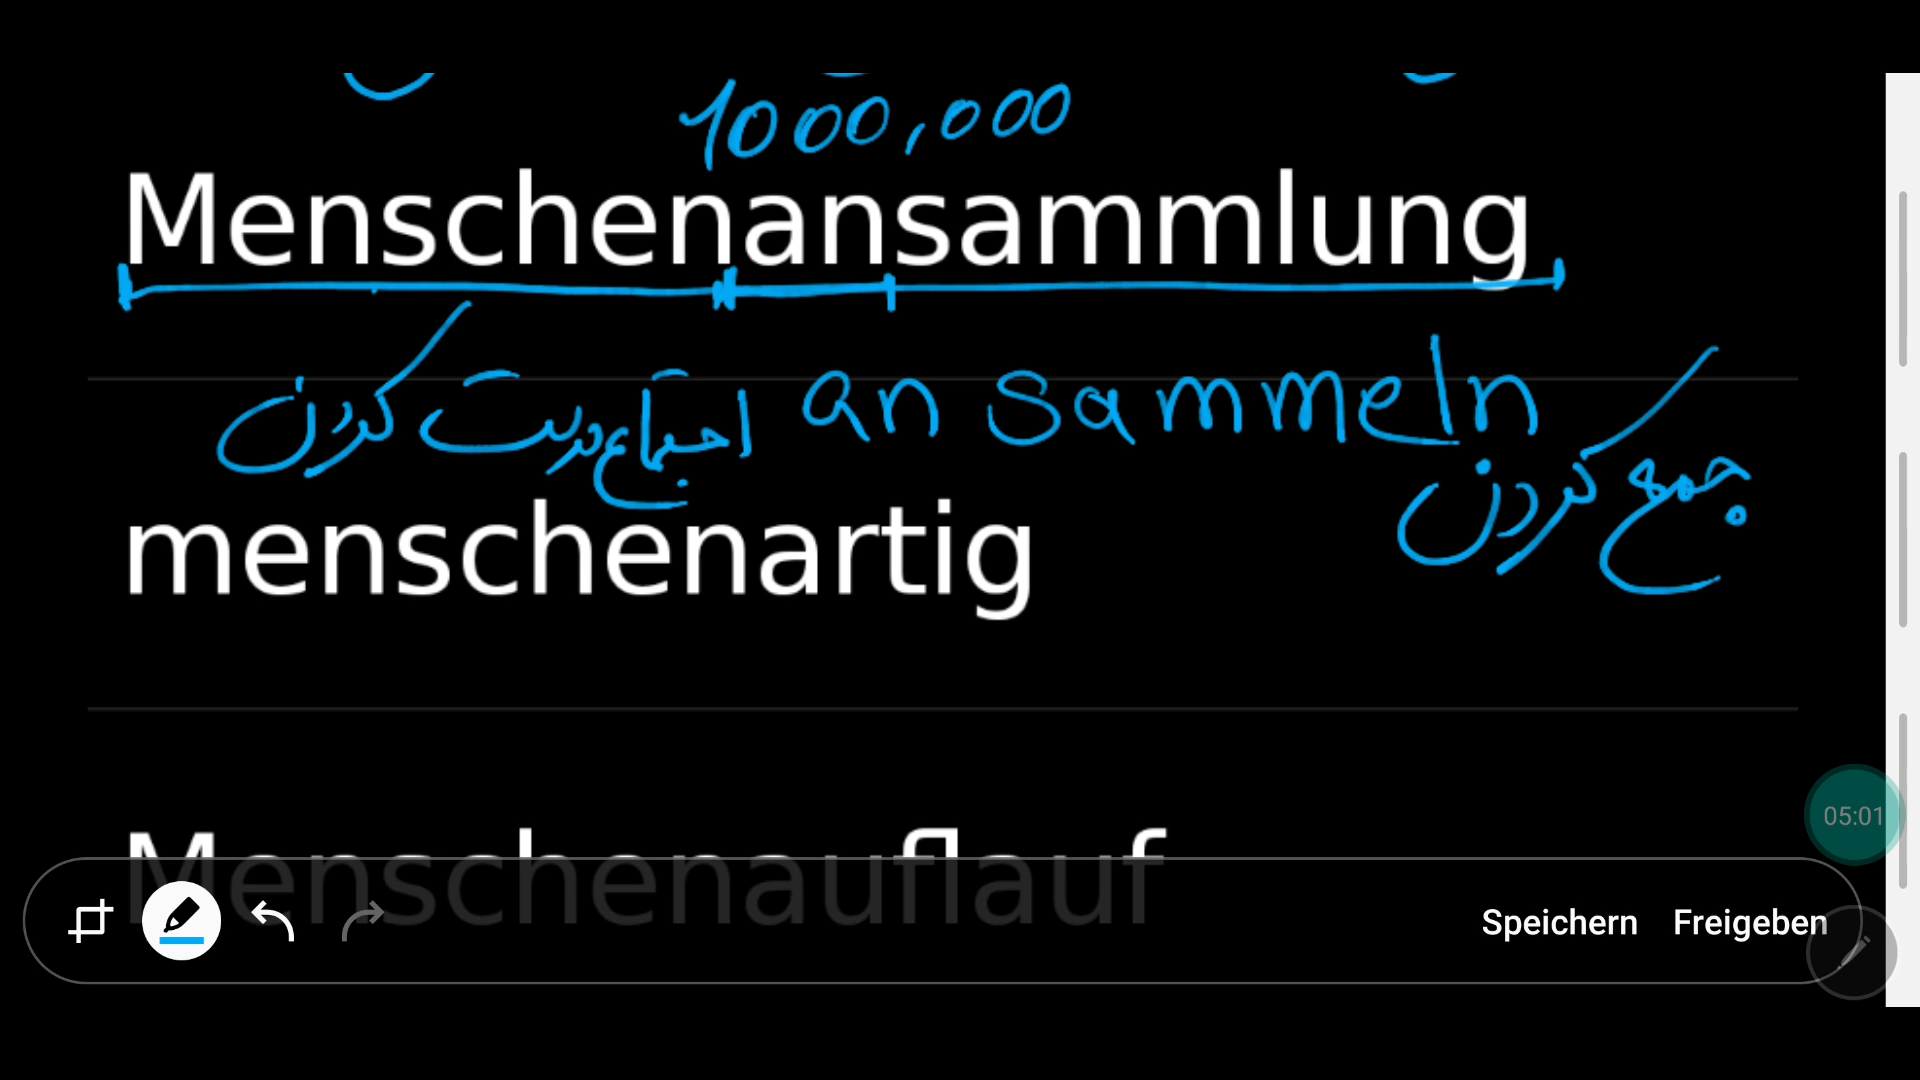 1000,000
Menschenansammlung
an sammeln
اجتماع درست کردن
جمع کردن
menschenartig
Menschenauflauf
05:01
Speichern Freigeben